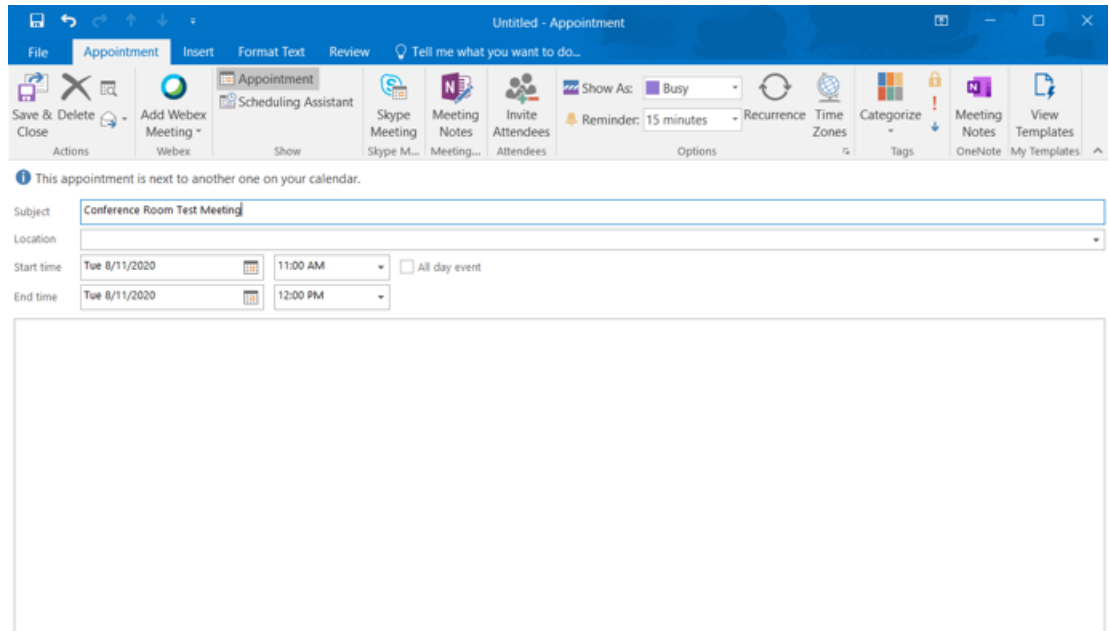 Untitled - Appointment
File Appointment Insert Format Text Review Tell me what you want to do...
Save & Close
Delete
Actions
Add Webex Meeting
Webex
Appointment
Scheduling Assistant
Show
Skype Meeting
Skype M...
Meeting Notes
Meeting...
Invite Attendees
Attendees
Show As: Busy
Reminder: 15 minutes
Recurrence
Time Zones
Options
Categorize
Tags
Meeting Notes
OneNote
View Templates
My Templates
This appointment is next to another one on your calendar.
Subject Conference Room Test Meeting
Location
Start time Tue 8/11/2020 11:00 AM All day event
End time Tue 8/11/2020 12:00 PM